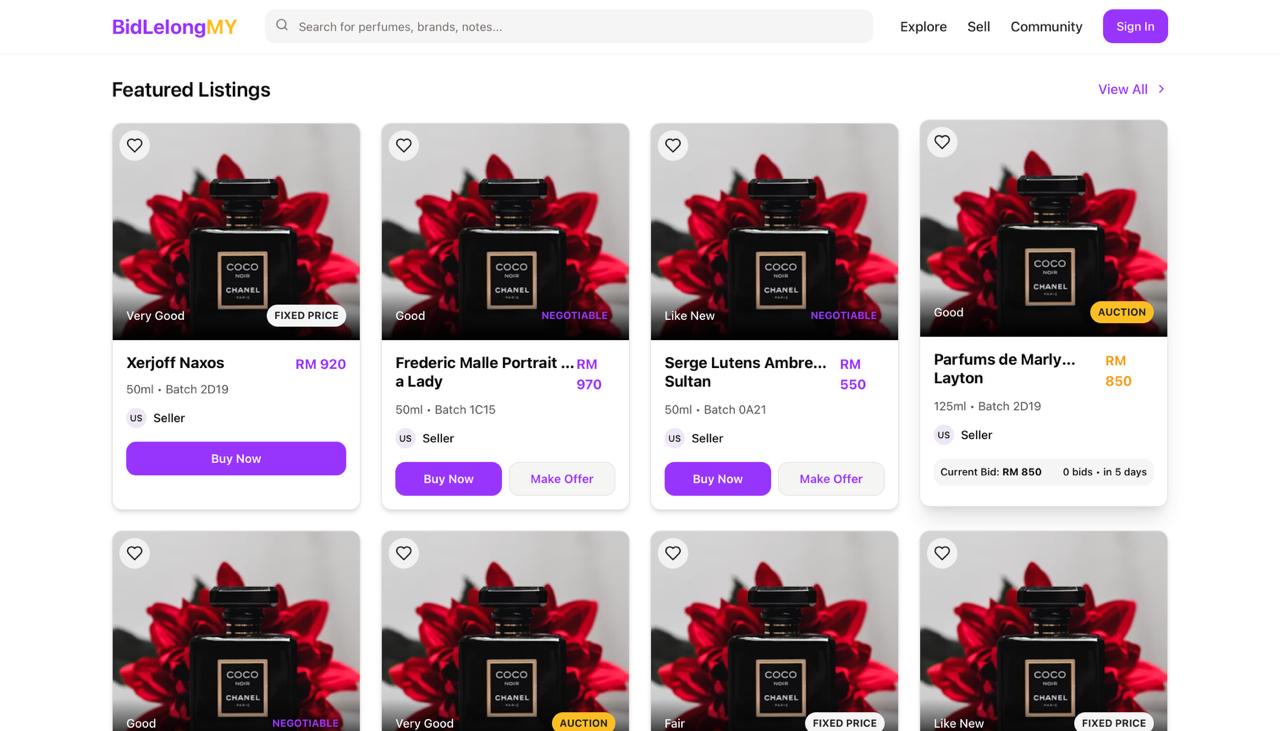 BidLelongMY
Search for perfumes, brands, notes...
Explore
Sell
Community
Sign In
Featured Listings
View All
COCO
NOIR
CHANEL
PARIS
Very Good
FIXED PRICE
Xerjoff Naxos
RM 920
50ml • Batch 2D19
US
Seller
Buy Now
COCO
NOIR
CHANEL
PARIS
Good
NEGOTIABLE
Frederic Malle Portrait ...
a Lady
RM
970
50ml • Batch 1C15
US
Seller
Buy Now
Make Offer
COCO
NOIR
CHANEL
PARIS
Like New
NEGOTIABLE
Serge Lutens Ambre...
Sultan
RM
550
50ml • Batch 0A21
US
Seller
Buy Now
Make Offer
COCO
NOIR
CHANEL
PARIS
Good
AUCTION
Parfums de Marly...
Layton
RM
850
125ml • Batch 2D19
US
Seller
Current Bid: RM 850
0 bids • in 5 days
COCO
NOIR
CHANEL
PARIS
Good
NEGOTIABLE
COCO
NOIR
CHANEL
PARIS
Very Good
AUCTION
COCO
NOIR
CHANEL
PARIS
Fair
FIXED PRICE
COCO
NOIR
CHANEL
PARIS
Like New
FIXED PRICE